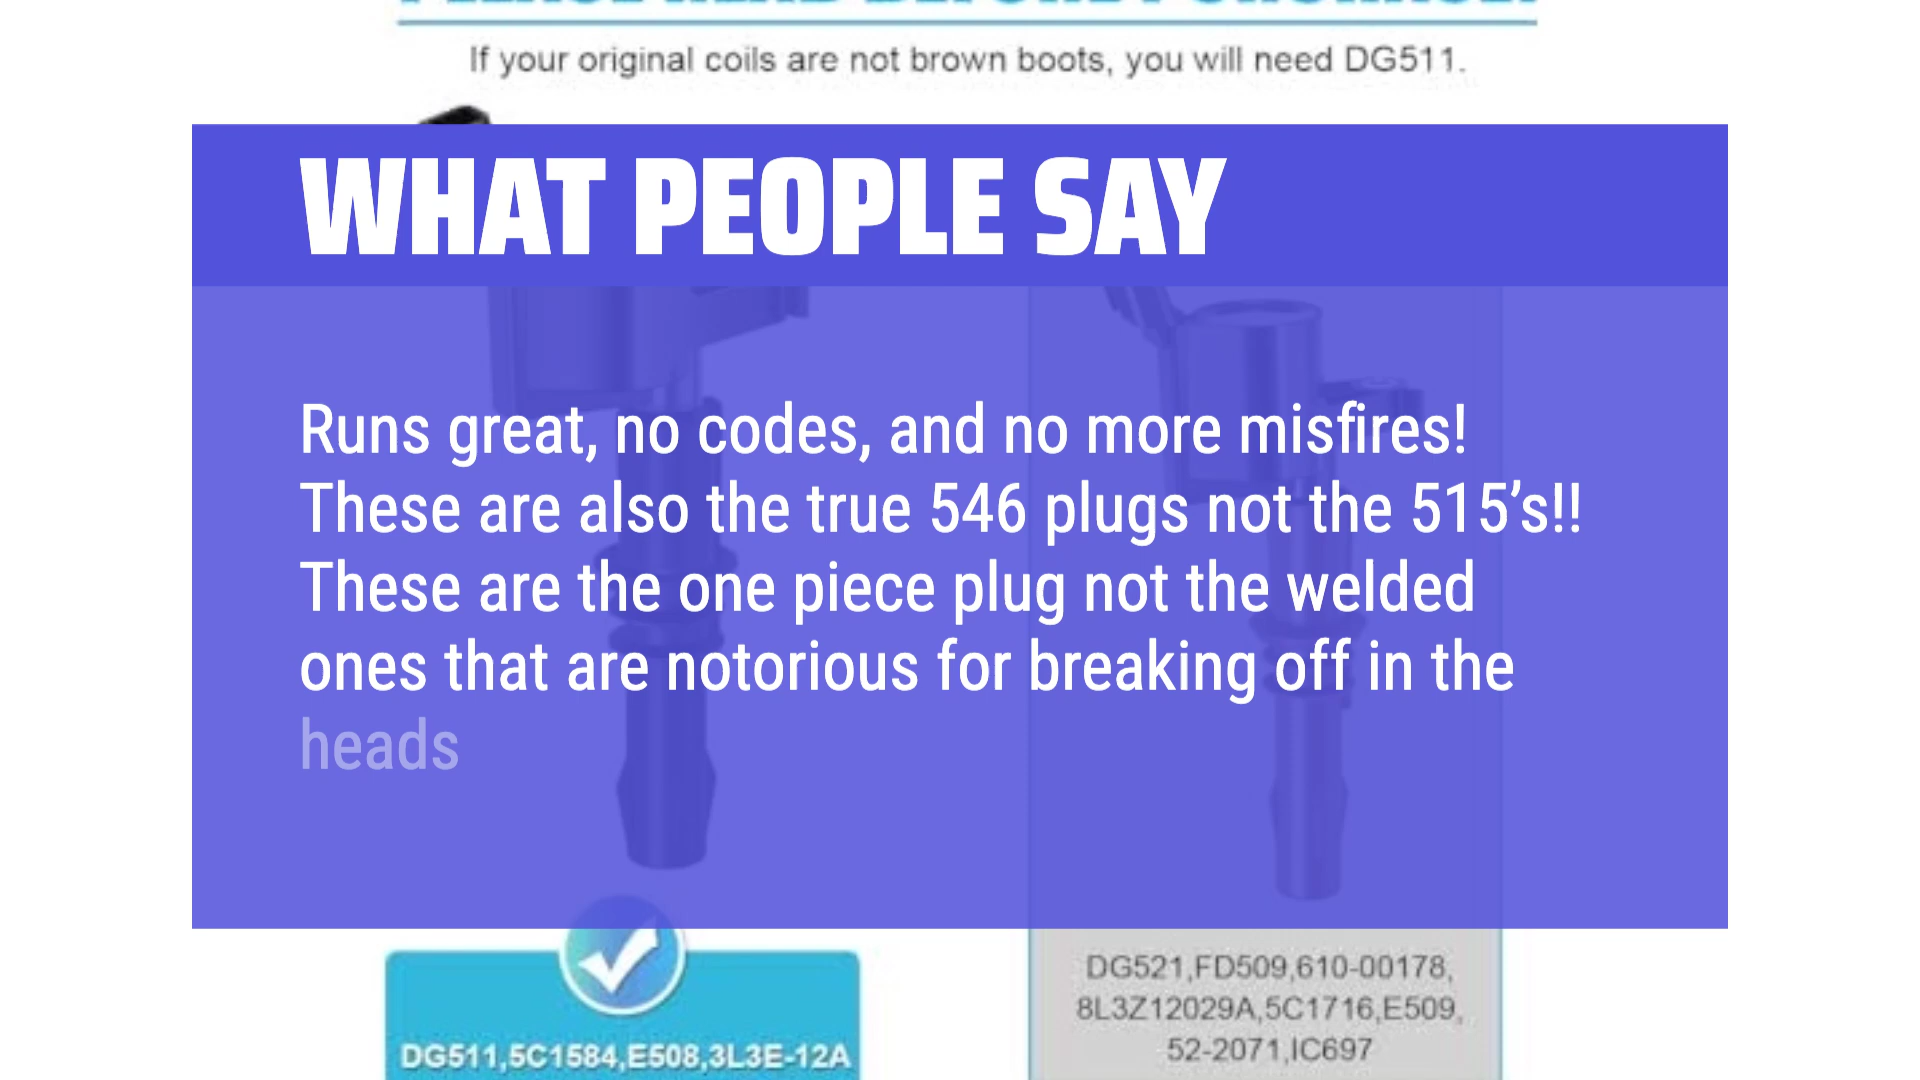 If your original coils are not brown boots, you will need DG511.
WHAT PEOPLE SAY
Runs great, no codes, and no more misfires!
These are also the true 546 plugs not the 515’s!!
These are the one piece plug not the welded
ones that are notorious for breaking off in the
heads
DG511,5C1584,E508,3L3E-12A
DG521,FD509,610-00178,
8L3Z12029A,5C1716,E509,
52-2071,IC697